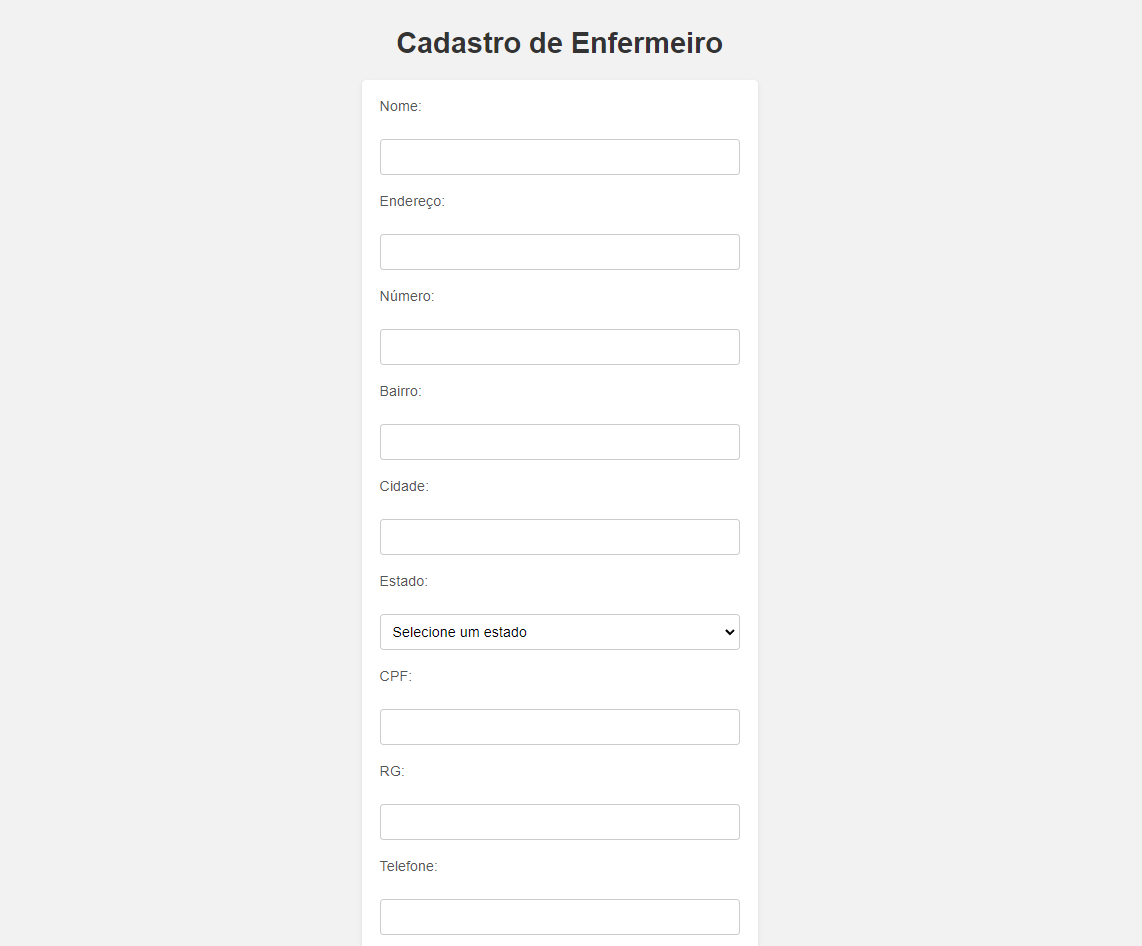 Cadastro de Enfermeiro
Nome:
Endereço:
Número:
Bairro:
Cidade:
Estado:
Selecione um estado
CPF:
RG:
Telefone: